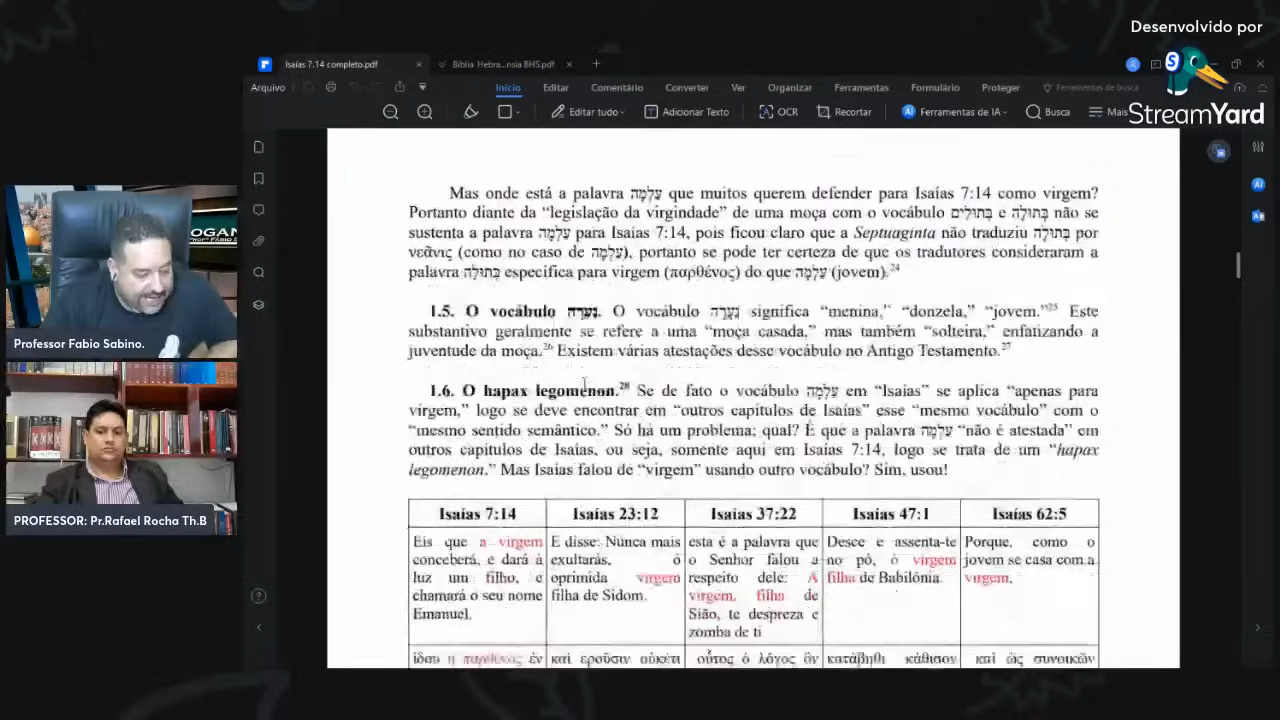 Desenvolvido por
StreamYard
Isaías 7.14 completo.pdf
Bíblia Hebra...nsia BHS.pdf
Arquivo
Início
Editar
Comentário
Converter
Ver
Organizar
Ferramentas
Formulário
Proteger
Ferramentas de busca
Editar tudo
Adicionar Texto
OCR
Recortar
Ferramentas de IA
Busca
Mais
Mas onde está a palavra עַלְמָה que muitos querem defender para Isaías 7:14 como virgem?
Portanto diante da “legislação da virgindade” de uma moça com o vocábulo בְּתוּלִים e בְּתוּלָה não se
sustenta a palavra עַלְמָה para Isaías 7:14, pois ficou claro que a Septuaginta não traduziu בְּתוּלָה por
νεᾶνις (como no caso de עַלְמָה), portanto se pode ter certeza de que os tradutores consideraram a
palavra בְּתוּלָה especifica para virgem (παρθένος) do que עַלְמָה (jovem).24
1.5. O vocábulo נַעֲרָה. O vocábulo נַעֲרָה significa “menina,” “donzela,” “jovem.”25 Este
substantivo geralmente se refere a uma “moça casada,” mas também “solteira,” enfatizando a
juventude da moça.26 Existem várias atestações desse vocábulo no Antigo Testamento.27
1.6. O hapax legomenon.28 Se de fato o vocábulo עַלְמָה em “Isaías” se aplica “apenas para
virgem,” logo se deve encontrar em “outros capítulos de Isaías” esse “mesmo vocábulo” com o
“mesmo sentido semântico.” Só há um problema; qual? É que a palavra עַלְמָה “não é atestada” em
outros capítulos de Isaías, ou seja, somente aqui em Isaías 7:14, logo se trata de um “hapax
legomenon.” Mas Isaías falou de “virgem” usando outro vocábulo? Sim, usou!
Isaías 7:14
Eis que a virgem
conceberá, e dará à
luz um filho, e
chamará o seu nome
Emanuel.
ἰδοὺ ἡ παρθένος ἐν
Isaías 23:12
E disse: Nunca mais
exultarás, ó
oprimida virgem
filha de Sidom.
καὶ ἐροῦσιν οὐκέτι
Isaías 37:22
esta é a palavra que
o Senhor falou a
respeito dele: A
virgem, filha de
Sião, te despreza e
zomba de ti
οὗτος ὁ λόγος ὃν
Isaías 47:1
Desce e assenta-te
no pó, ó virgem
filha de Babilônia
κατάβηθι κάθισον
Isaías 62:5
Porque, como o
jovem se casa com a
virgem,
καὶ ὡς συνοικῶν
Professor Fabio Sabino.
PROFESSOR: Pr.Rafael Rocha Th.B